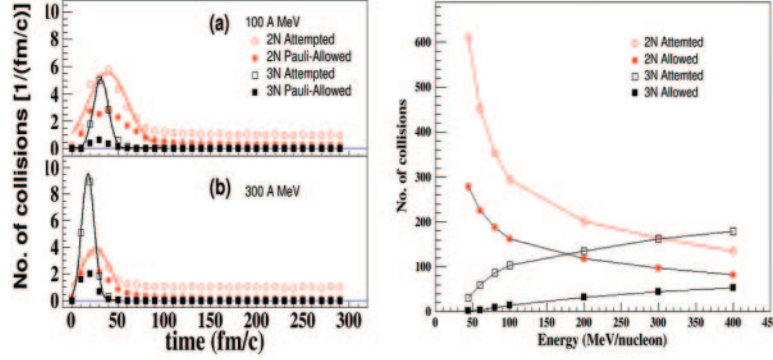 No. of collisions [1/(fm/c)]
10
8
6
4
2
0
(a)
100 A MeV
2N Attempted
2N Pauli-Allowed
3N Attempted
3N Pauli-Allowed
10
8
6
4
2
0
(b)
300 A MeV
0 50 100 150 200 250 300
time (fm/c)
No. of collisions
600
500
400
300
200
100
0
2N Attemted
2N Allowed
3N Attemted
3N Allowed
50 100 150 200 250 300 350 400 45
Energy (MeV/nucleon)